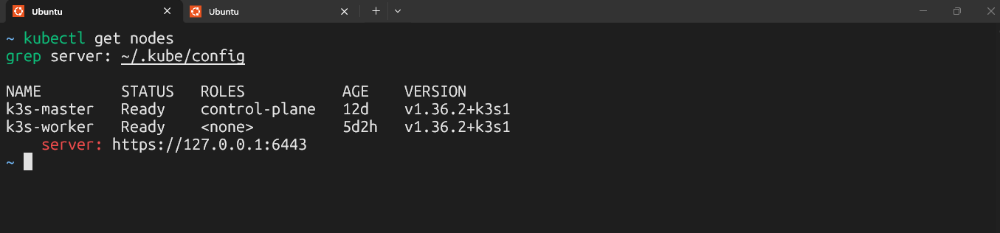 Ubuntu
Ubuntu
~ kubectl get nodes
grep server: ~/.kube/config
NAME STATUS ROLES AGE VERSION
k3s-master Ready control-plane 12d v1.36.2+k3s1
k3s-worker Ready <none> 5d2h v1.36.2+k3s1
server: https://127.0.0.1:6443
~